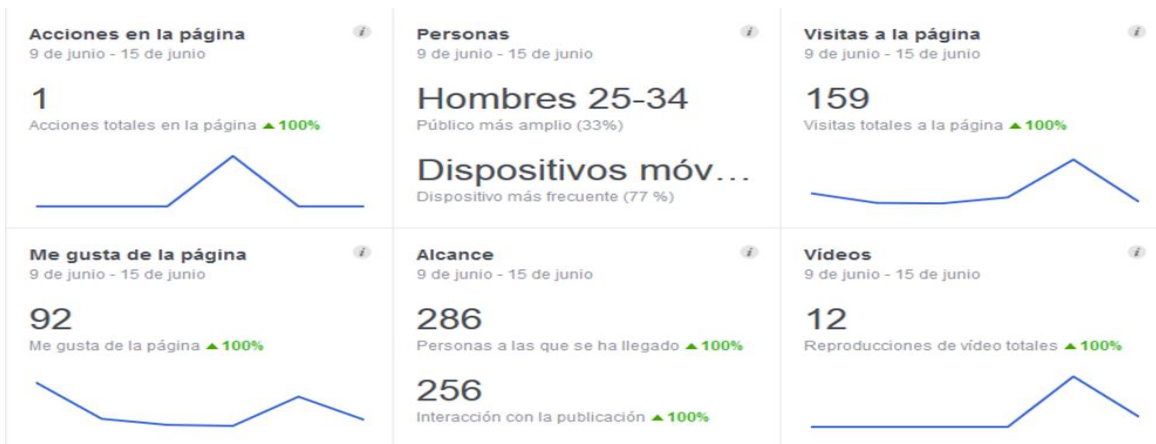 Acciones en la página
9 de junio - 15 de junio
1
Acciones totales en la página ▲ 100%
Personas
9 de junio - 15 de junio
Hombres 25-34
Público más amplio (33%)
Dispositivos móv...
Dispositivo más frecuente (77 %)
Visitas a la página
9 de junio - 15 de junio
159
Visitas totales a la página ▲ 100%
Me gusta de la página
9 de junio - 15 de junio
92
Me gusta de la página ▲ 100%
Alcance
9 de junio - 15 de junio
286
Personas a las que se ha llegado ▲ 100%
256
Interacción con la publicación ▲ 100%
Vídeos
9 de junio - 15 de junio
12
Reproducciones de vídeo totales ▲ 100%